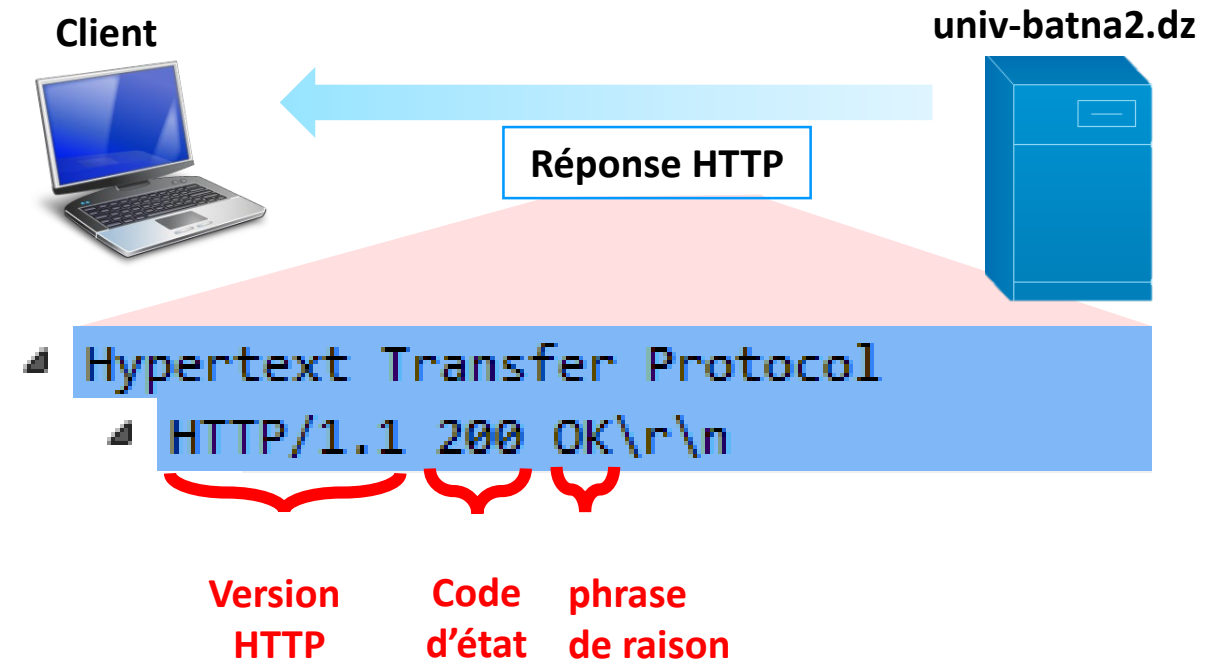 Client
univ-batna2.dz
Réponse HTTP
Hypertext Transfer Protocol
HTTP/1.1 200 OK\r\n
Version
HTTP
Code
d’état
phrase
de raison